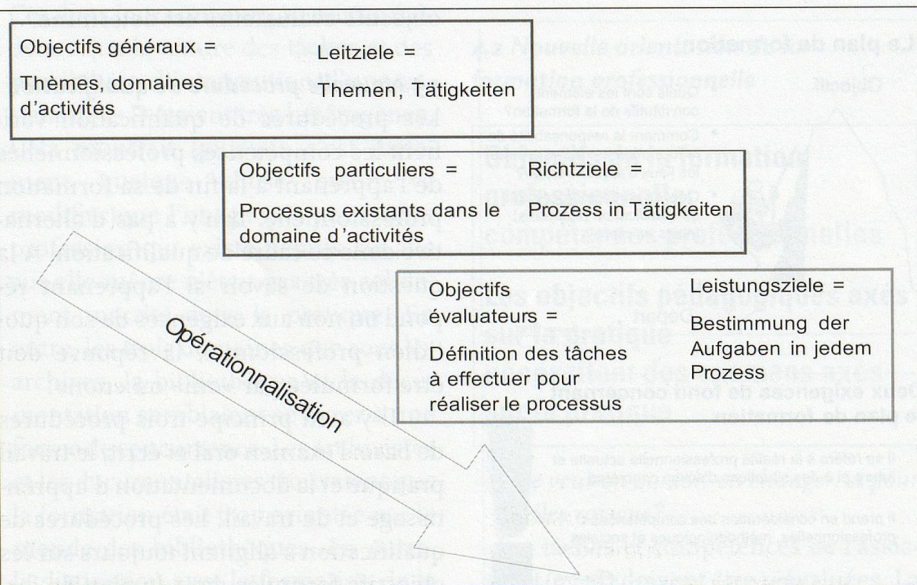 Objectifs généraux =
Thèmes, domaines
d'activités
Leitziele =
Themen, Tätigkeiten
Objectifs particuliers =
Processus existants dans le
domaine d'activités
Richtziele =
Prozesse in Tätigkeiten
Objectifs
évaluateurs =
Définition des tâches
à effectuer pour
réaliser le processus
Leistungsziele =
Bestimmung der
Aufgaben in jedem
Prozess
Opérationnalisation